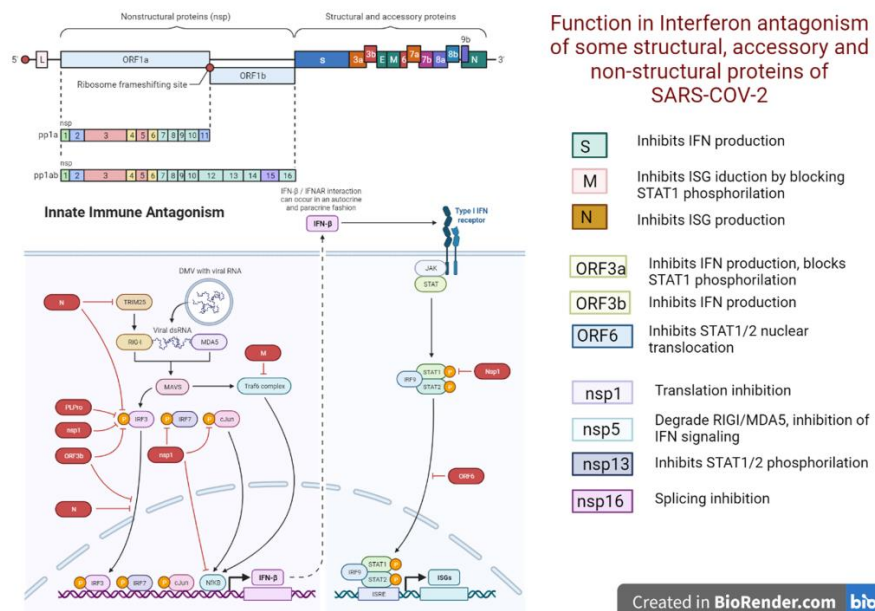 Nonstructural proteins (nsp)
Structural and accessory proteins
5' L ORF1a ORF1b S 3a 3b E M 6 7a 7b 8a 8b 9b N 3'
Ribosome frameshifting site
nsp
pp1a 1 2 3 4 5 6 7 8 9 10 11
nsp
pp1ab 1 2 3 4 5 6 7 8 9 10 12 13 14 15 16
Innate Immune Antagonism
IFN-β / IFNAR interaction
can occur in an autocrine
and paracrine fashion
IFN-β
Type I IFN
receptor
JAK
STAT
DMV with viral RNA
N
TRIM25
Viral dsRNA
RIG1
MDA5
MAVS
M
Traf6 complex
PLPro
nsp1
ORF3b
P IRF3
P IRF7
P cJun
nsp1
N
P IRF3
P IRF7
P cJun
NfKB
IFN-β
STAT1 P
IRF9
STAT2 P
Nsp1
ORF6
STAT1 P
IRF9
STAT2 P
ISRE
ISGs
Function in Interferon antagonism
of some structural, accessory and
non-structural proteins of
SARS-COV-2
S Inhibits IFN production
M Inhibits ISG iduction by blocking
STAT1 phosphorilation
N Inhibits ISG production
ORF3a Inhibits IFN production, blocks
STAT1 phosphorilation
ORF3b Inhibits IFN production
ORF6 Inhibits STAT1/2 nuclear
translocation
nsp1 Translation inhibition
nsp5 Degrade RIGI/MDA5, inhibition of
IFN signaling
nsp13 Inhibits STAT1/2 phosphorilation
nsp16 Splicing inhibition
Created in BioRender.com bio